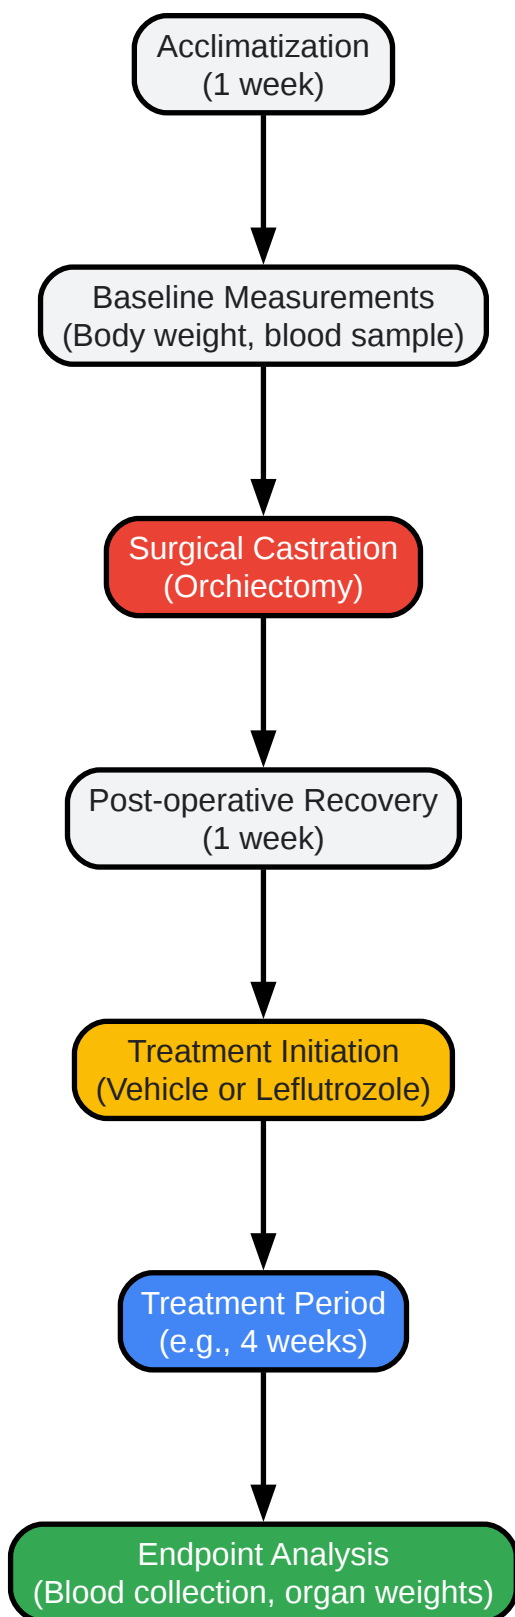 Acclimatization
(1 week)
Baseline Measurements
(Body weight, blood sample)
Surgical Castration
(Orchiectomy)
Post-operative Recovery
(1 week)
Treatment Initiation
(Vehicle or Leflutrozole)
Treatment Period
(e.g., 4 weeks)
Endpoint Analysis
(Blood collection, organ weights)